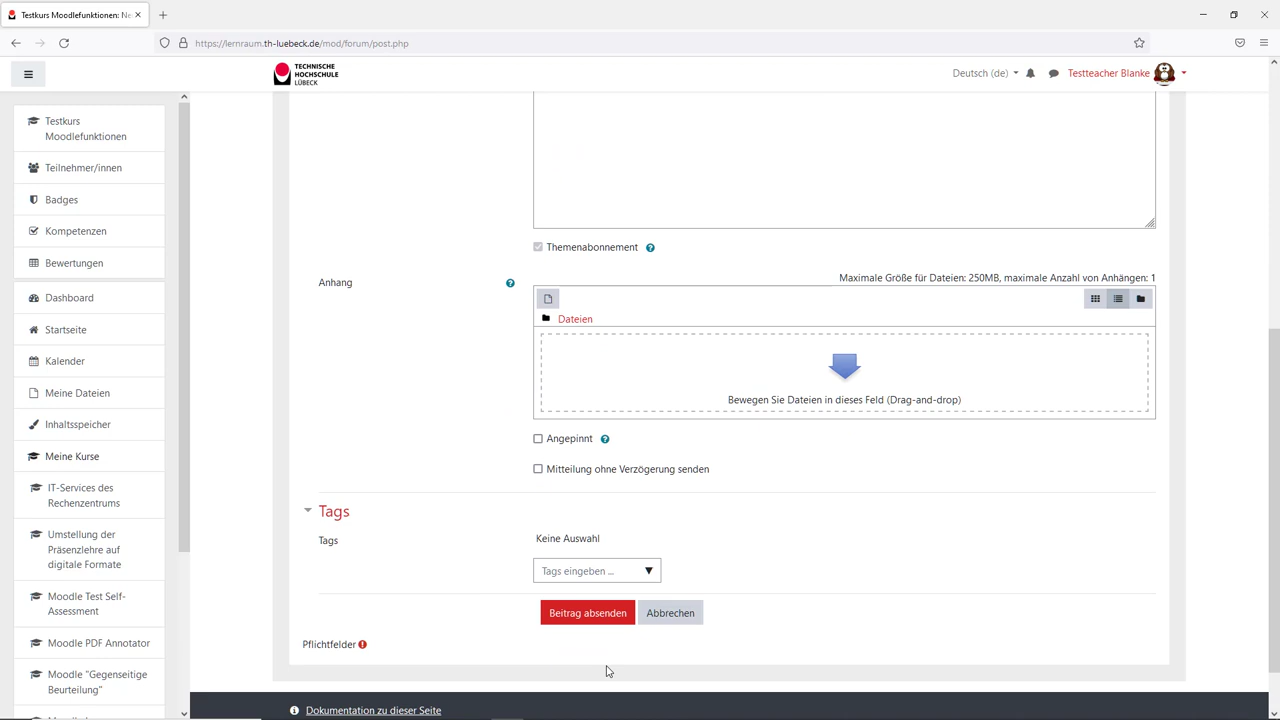 Testkurs Moodlefunktionen: Ne
https://lernraum.th-luebeck.de/mod/forum/post.php
TECHNISCHE
HOCHSCHULE
LÜBECK
Deutsch (de)
Testteacher Blanke
Testkurs
Moodlefunktionen
Teilnehmer/innen
Badges
Kompetenzen
Bewertungen
Dashboard
Startseite
Kalender
Meine Dateien
Inhaltsspeicher
Meine Kurse
IT-Services des
Rechenzentrums
Umstellung der
Präsenzlehre auf
digitale Formate
Moodle Test Self-
Assessment
Moodle PDF Annotator
Moodle "Gegenseitige
Beurteilung"
Themenabonnement
Anhang
Maximale Größe für Dateien: 250MB, maximale Anzahl von Anhängen: 1
Dateien
Bewegen Sie Dateien in dieses Feld (Drag-and-drop)
Angepinnt
Mitteilung ohne Verzögerung senden
Tags
Tags
Keine Auswahl
Tags eingeben ...
Beitrag absenden
Abbrechen
Pflichtfelder
Dokumentation zu dieser Seite